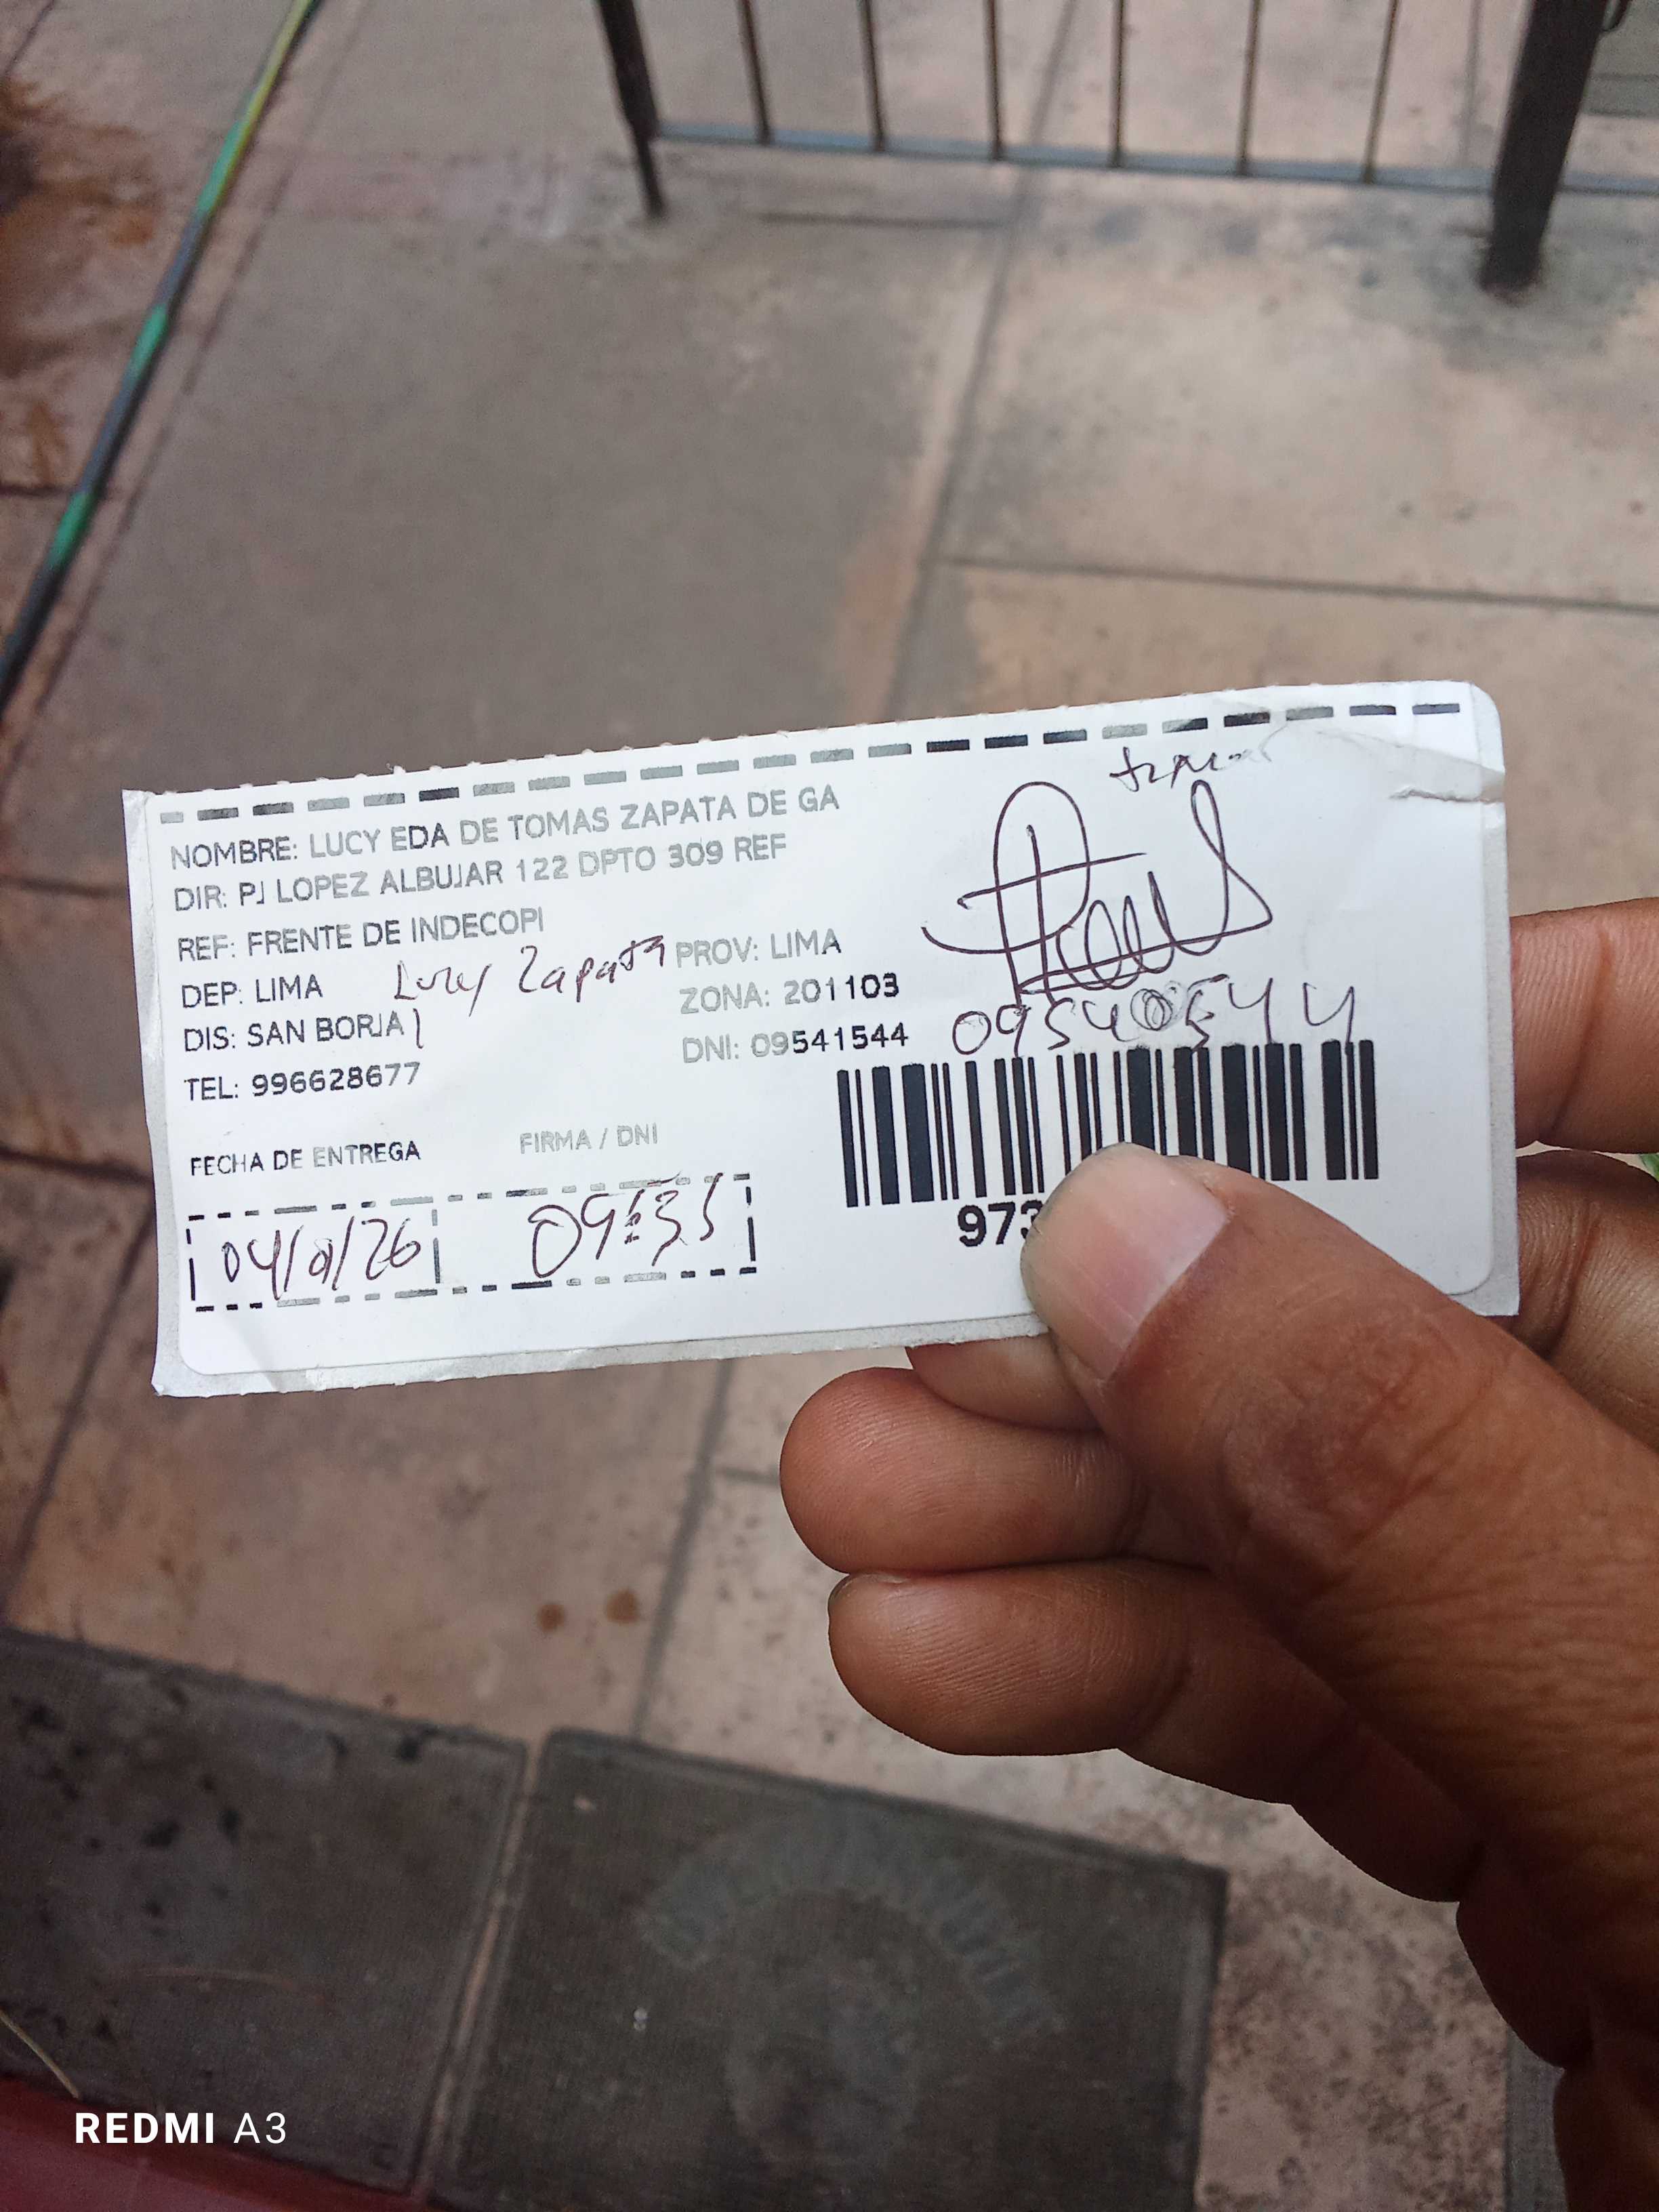 NOMBRE: LUCY EDA DE TOMAS ZAPATA DE GA
DIR: PJ LOPEZ ALBUJAR 122 DPTO 309 REF
REF: FRENTE DE INDECOPI
DEP: LIMA
Lucy Zapata
PROV: LIMA
ZONA: 201103
DIS: SAN BORJA
DNI: 09541544
TEL: 996628677
FECHA DE ENTREGA
FIRMA / DNI
04/01/26
09:35
973
REDMI A3